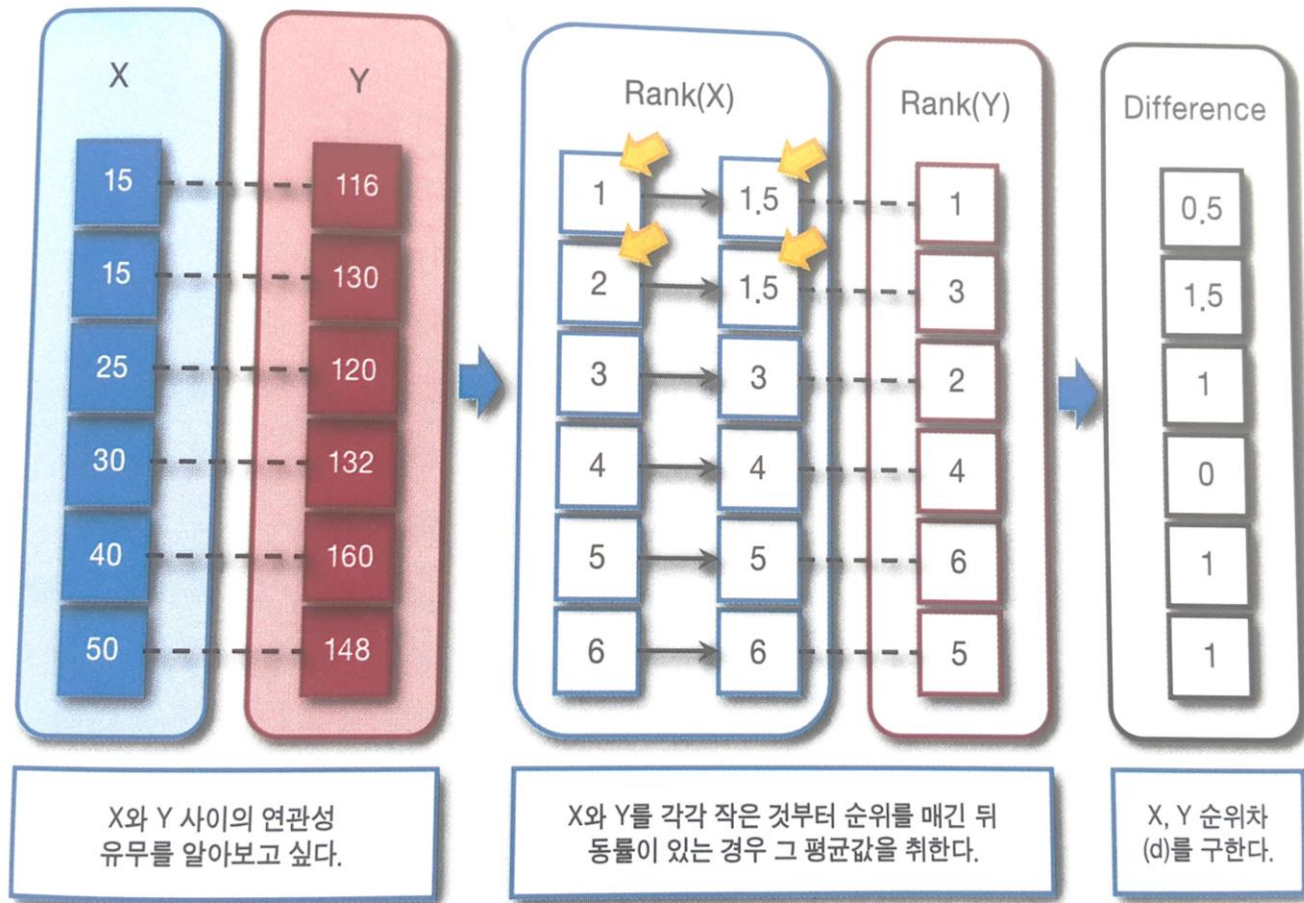 X Y Rank(X) Rank(Y) Difference
15 116 1 1.5 1 0.5
15 130 2 1.5 3 1.5
25 120 3 3 2 1
30 132 4 4 4 0
40 160 5 5 6 1
50 148 6 6 5 1
X와 Y 사이의 연관성
유무를 알아보고 싶다.
X와 Y를 각각 작은 것부터 순위를 매긴 뒤
동률이 있는 경우 그 평균값을 취한다.
X, Y 순위차
(d)를 구한다.